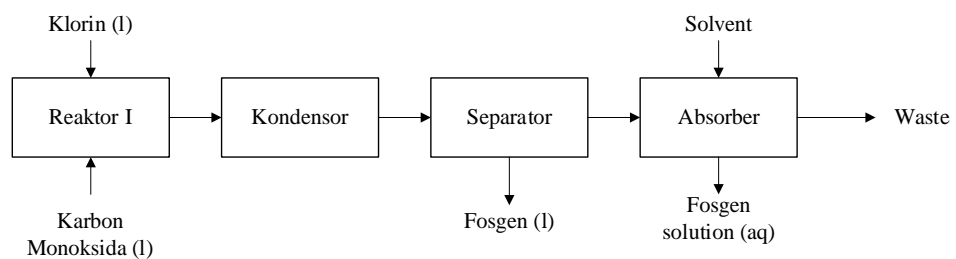 Klorin (l)
Solvent
Reaktor I
Kondensor
Separator
Absorber
Waste
Karbon
Monoksida (l)
Fosgen (l)
Fosgen
solution (aq)